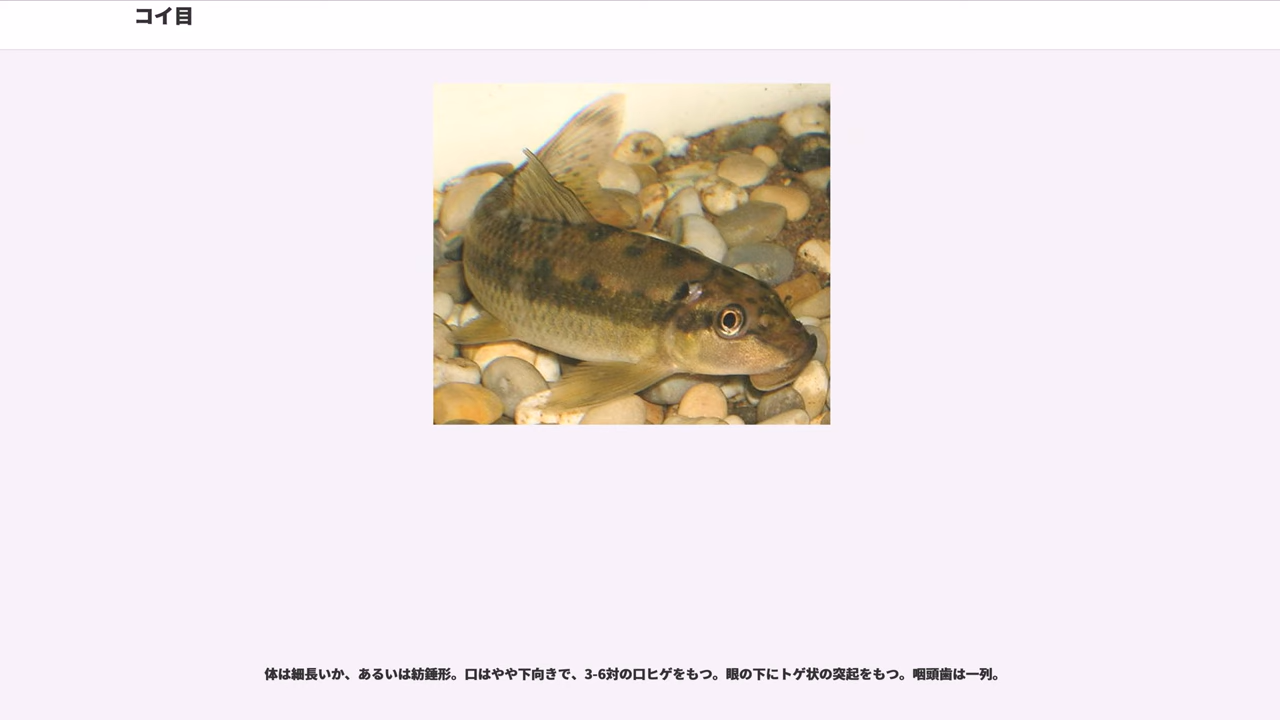 コイ目
体は細長いか、あるいは紡錘形。口はやや下向きで、3-6対の口ヒゲをもつ。眼の下にトゲ状の突起をもつ。咽頭歯は一列。